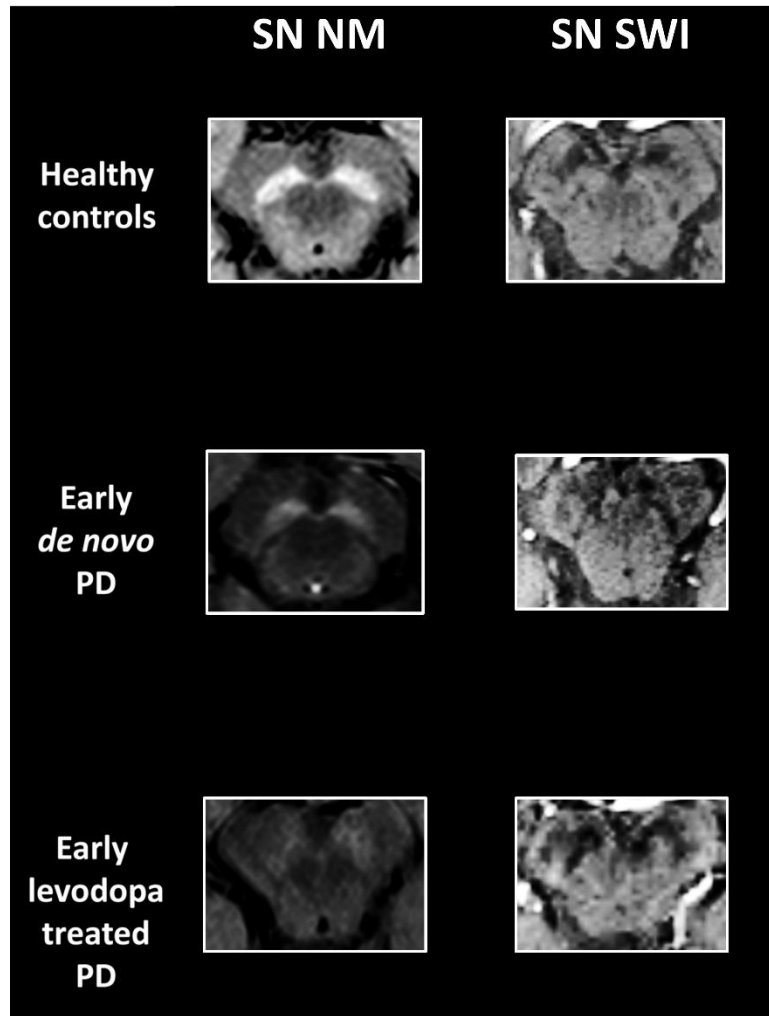 SN NM
SN SWI
Healthy
controls
Early
de novo
PD
Early
levodopa
treated
PD